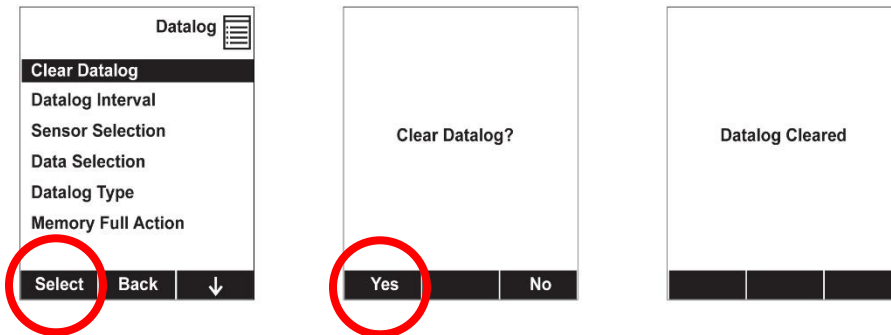 Datalog
Clear Datalog
Datalog Interval
Sensor Selection
Data Selection
Datalog Type
Memory Full Action
Select Back ↓
Clear Datalog?
Yes No
Datalog Cleared